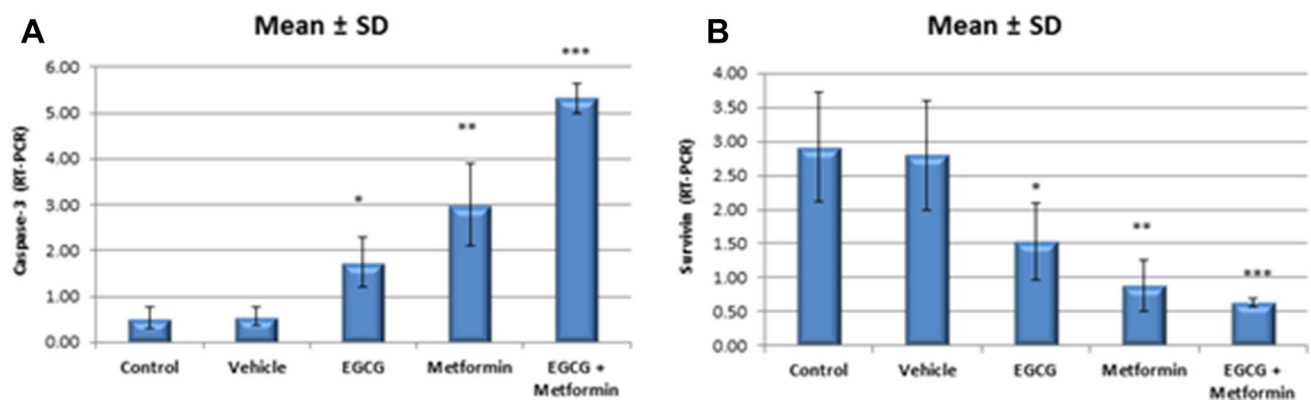 A
Mean ± SD
Caspase-3 (RT-PCR)
6.00
5.00
4.00
3.00
2.00
1.00
0.00
*
**
***
Control
Vehicle
EGCG
Metformin
EGCG +
Metformin
B
Mean ± SD
Survivin (RT-PCR)
4.00
3.50
3.00
2.50
2.00
1.50
1.00
0.50
0.00
*
**
***
Control
Vehicle
EGCG
Metformin
EGCG +
Metformin